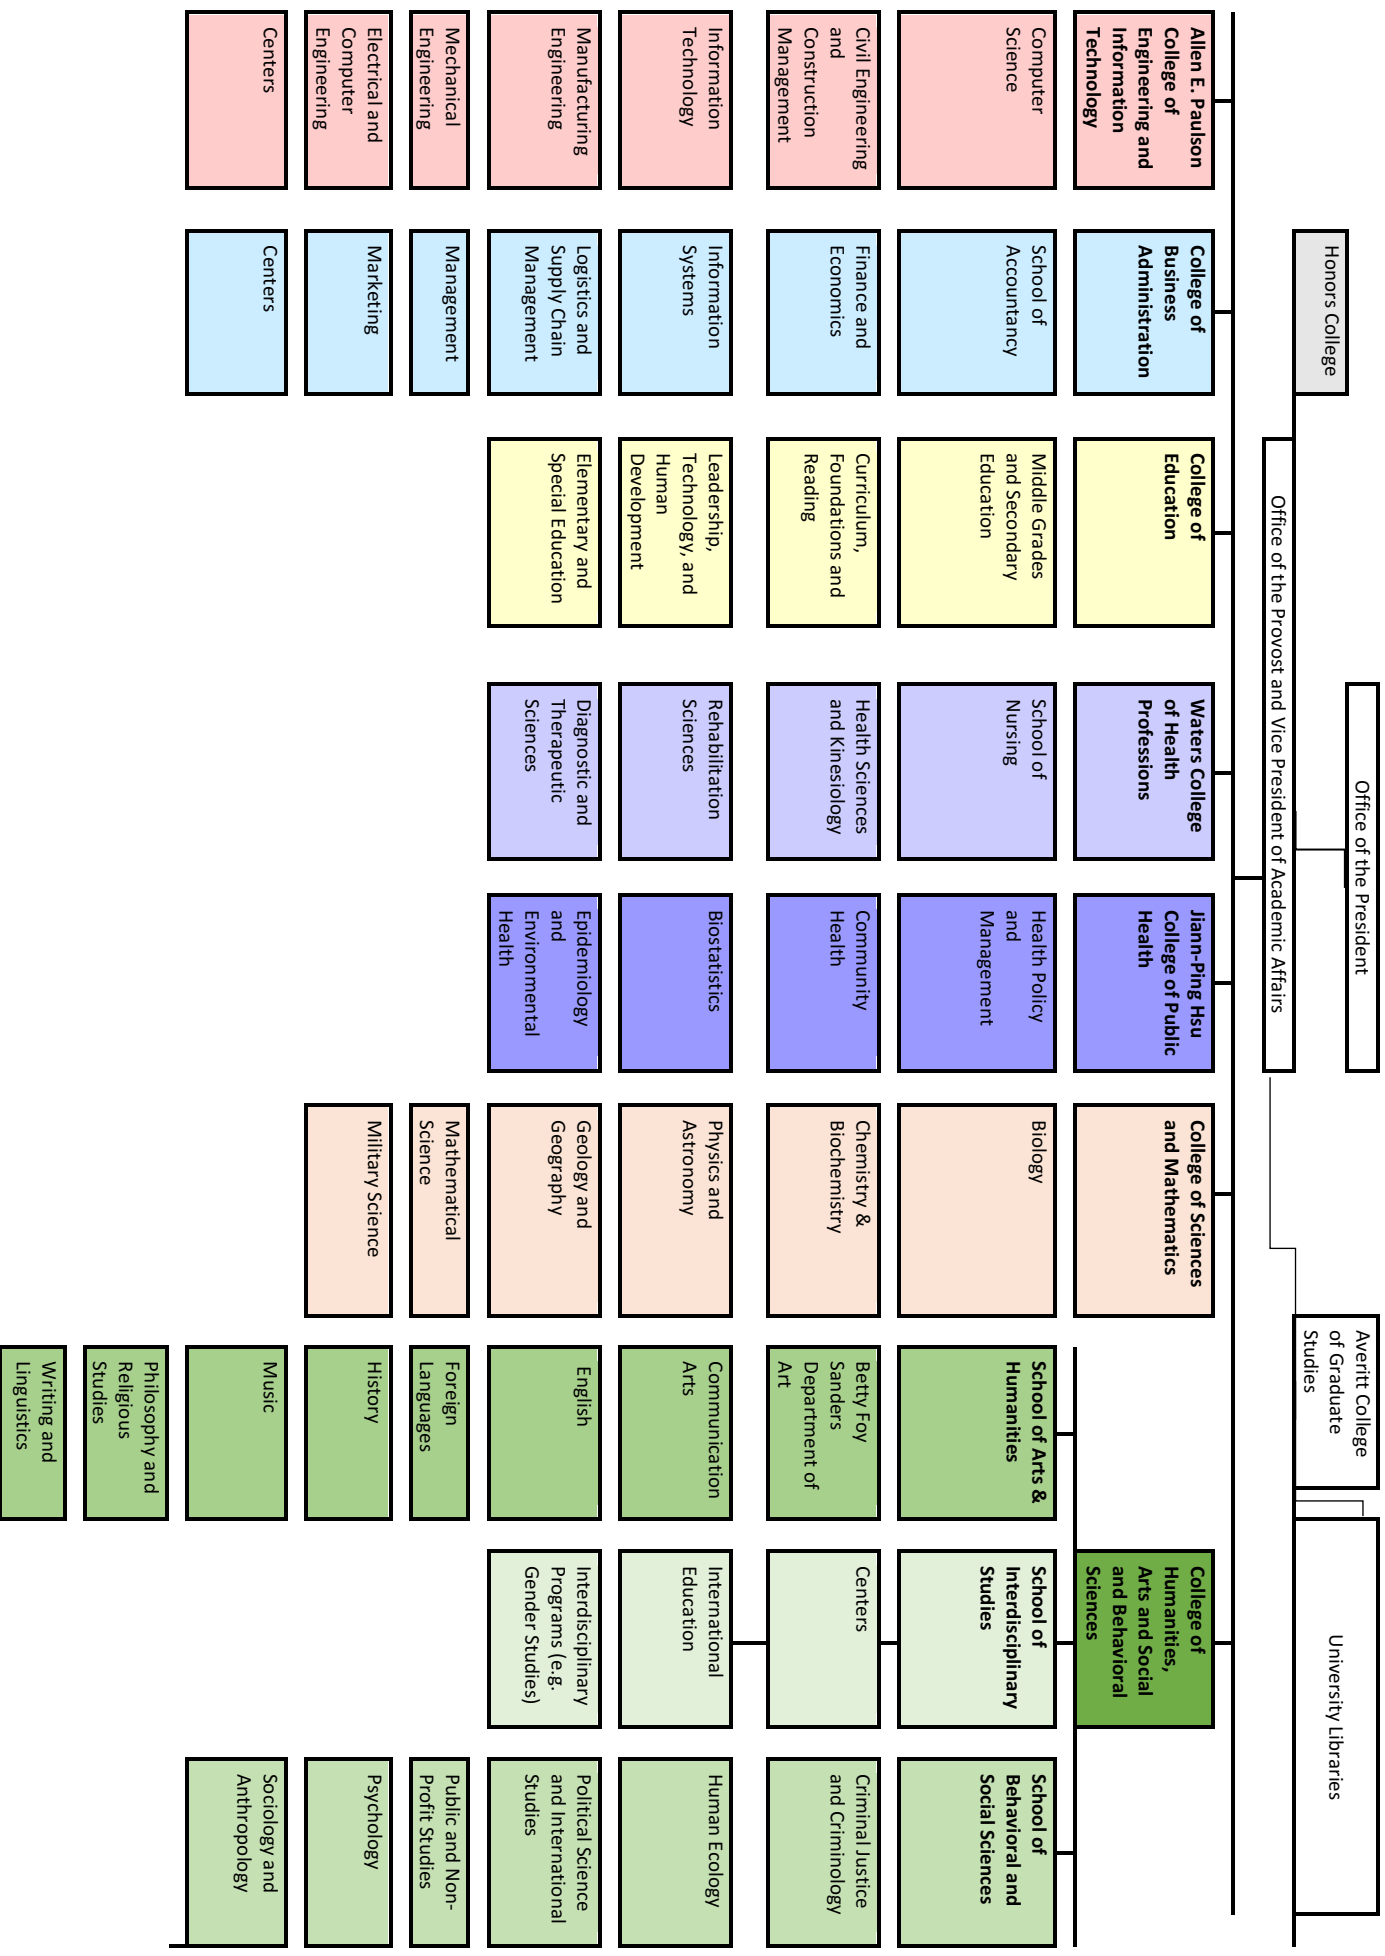 Office of the President
Honors College
Office of the Provost and Vice President of Academic Affairs
Averitt College
of Graduate
Studies
University Libraries
Allen E. Paulson
College of
Engineering and
Information
Technology
Computer
Science
Civil Engineering
and
Construction
Management
Information
Technology
Manufacturing
Engineering
Mechanical
Engineering
Electrical and
Computer
Engineering
Centers
College of
Business
Administration
School of
Accountancy
Finance and
Economics
Information
Systems
Logistics and
Supply Chain
Management
Management
Marketing
Centers
College of
Education
Middle Grades
and Secondary
Education
Curriculum,
Foundations and
Reading
Leadership,
Technology, and
Human
Development
Elementary and
Special Education
Waters College
of Health
Professions
School of
Nursing
Health Sciences
and Kinesiology
Rehabilitation
Sciences
Diagnostic and
Therapeutic
Sciences
Jiann-Ping Hsu
College of Public
Health
Health Policy
and
Management
Community
Health
Biostatistics
Epidemiology
and
Environmental
Health
College of Sciences
and Mathematics
Biology
Chemistry &
Biochemistry
Physics and
Astronomy
Geology and
Geography
Mathematical
Science
Military Science
College of
Humanities,
Arts and Social
and Behavioral
Sciences
School of Arts &
Humanities
Betty Foy
Sanders
Department of
Art
Communication
Arts
English
Foreign
Languages
History
Music
Philosophy and
Religious
Studies
Writing and
Linguistics
School of
Interdisciplinary
Studies
Centers
International
Education
Interdisciplinary
Programs (e.g.
Gender Studies)
School of
Behavioral and
Social Sciences
Criminal Justice
and Criminology
Human Ecology
Political Science
and International
Studies
Public and Non-
Profit Studies
Psychology
Sociology and
Anthropology